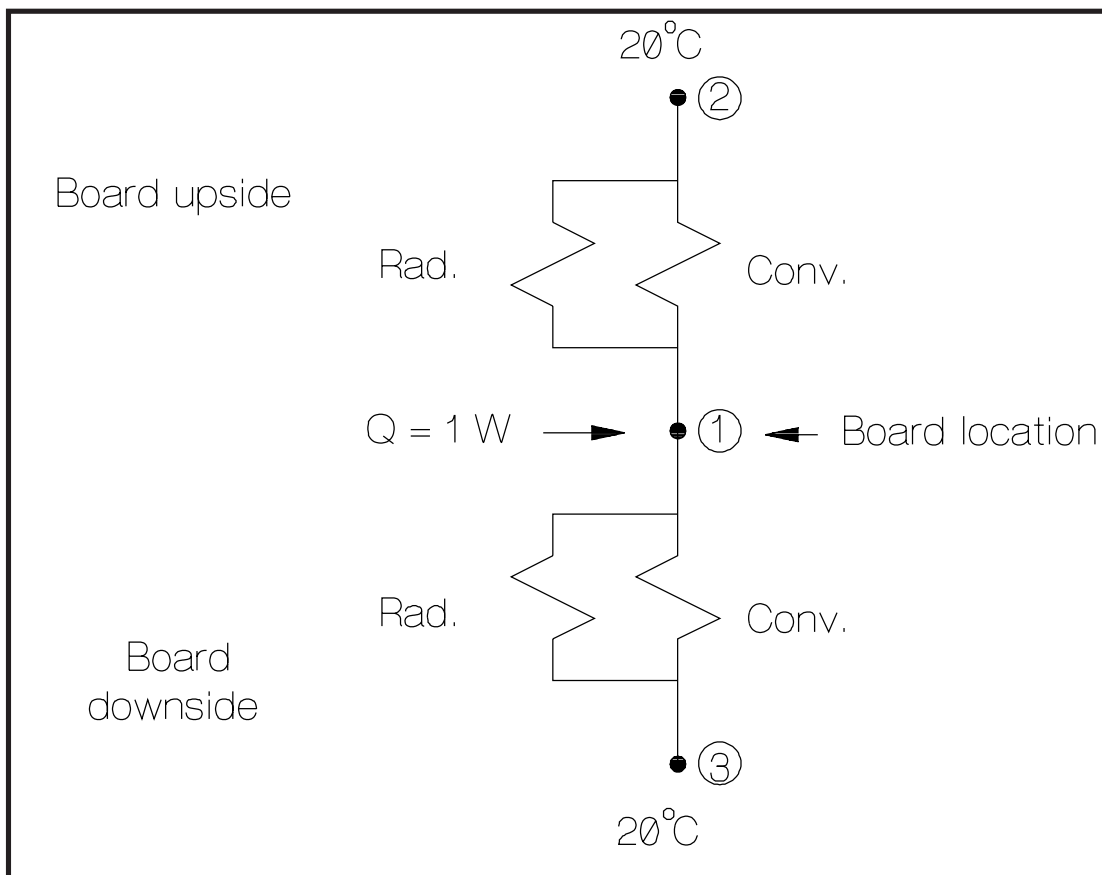 20°C
②
Board upside
Rad.
Conv.
Q = 1 W
①
Board location
Rad.
Conv.
Board
downside
③
20°C